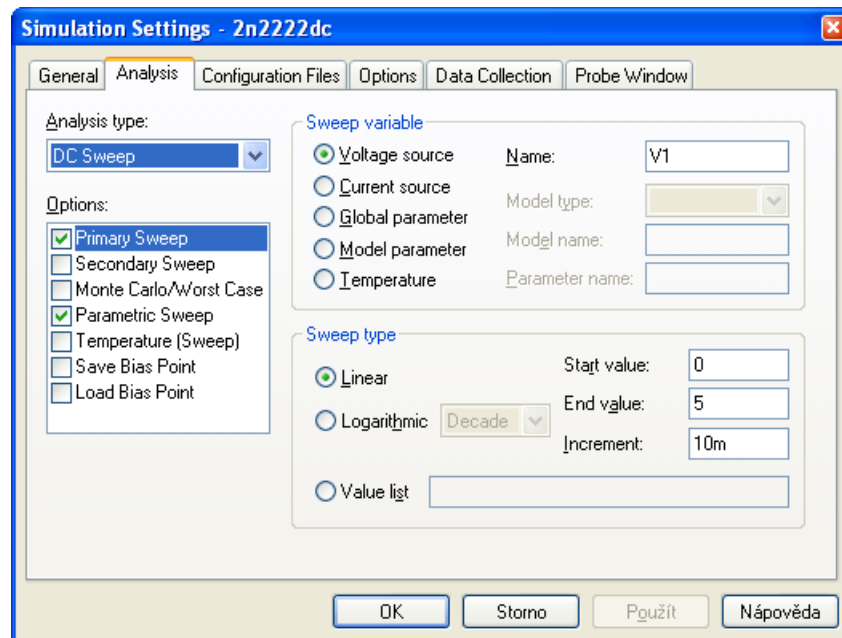 Simulation Settings - 2n2222dc
General Analysis Configuration Files Options Data Collection Probe Window
Analysis type:
DC Sweep
Options:
Primary Sweep
Secondary Sweep
Monte Carlo/Worst Case
Parametric Sweep
Temperature (Sweep)
Save Bias Point
Load Bias Point
Sweep variable
Voltage source
Current source
Global parameter
Model parameter
Temperature
Name: V1
Model type:
Model name:
Parameter name:
Sweep type
Linear
Logarithmic Decade
Value list
Start value: 0
End value: 5
Increment: 10m
OK Storno Použít Nápověda